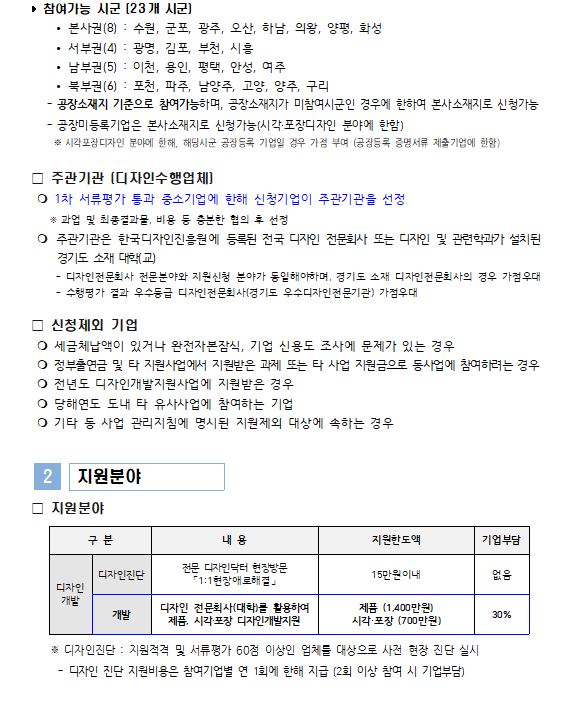 ▶ 참여가능 시군 (23개 시군)
• 본사권(8) : 수원, 군포, 광주, 오산, 하남, 의왕, 양평, 화성
• 서부권(4) : 광명, 김포, 부천, 시흥
• 남부권(5) : 이천, 용인, 평택, 안성, 여주
• 북부권(6) : 포천, 파주, 남양주, 고양, 양주, 구리
- 공장소재지 기준으로 참여가능하며, 공장소재지가 미참여시군인 경우에 한하여 본사소재지로 신청가능
- 공장미등록기업은 본사소재지로 신청가능(시각·포장디자인 분야에 한함)
※ 시각포장디자인 분야에 한해, 해당시군 공장등록 기업일 경우 가점 부여 (공장등록 증명서류 제출기업에 한함)
□ 주관기관 (디자인수행업체)
❍ 1차 서류평가 통과 중소기업에 한해 신청기업이 주관기관을 선정
※ 과업 및 최종결과물, 비용 등 충분한 협의 후 선정
❍ 주관기관은 한국디자인진흥원에 등록된 전국 디자인 전문회사 또는 디자인 및 관련학과가 설치된
경기도 소재 대학(교)
- 디자인전문회사 전문분야와 지원신청 분야가 동일해야하며, 경기도 소재 디자인전문회사의 경우 가점우대
- 수행평가 결과 우수등급 디자인전문회사(경기도 우수디자인전문기관) 가점우대
□ 신청제외 기업
❍ 세금체납액이 있거나 완전자본잠식, 기업 신용도 조사에 문제가 있는 경우
❍ 정부출연금 및 타 지원사업에서 지원받은 과제 또는 타 사업 지원금으로 동사업에 참여하려는 경우
❍ 전년도 디자인개발지원사업에 지원받은 경우
❍ 당해연도 도내 타 유사사업에 참여하는 기업
❍ 기타 동 사업 관리지침에 명시된 지원제외 대상에 속하는 경우
2 지원분야
□ 지원분야
구 분 내 용 지원한도액 기업부담
디자인개발 디자인진단 전문 디자인닥터 현장방문 「1:1현장애로해결」 15만원이내 없음
개발 디자인 전문회사(대학)를 활용하여 제품, 시각·포장 디자인개발지원 제품 (1,400만원) 시각·포장 (700만원) 30%
※ 디자인진단 : 지원적격 및 서류평가 60점 이상인 업체를 대상으로 사전 현장 진단 실시
- 디자인 진단 지원비용은 참여기업별 연 1회에 한해 지급 (2회 이상 참여 시 기업부담)